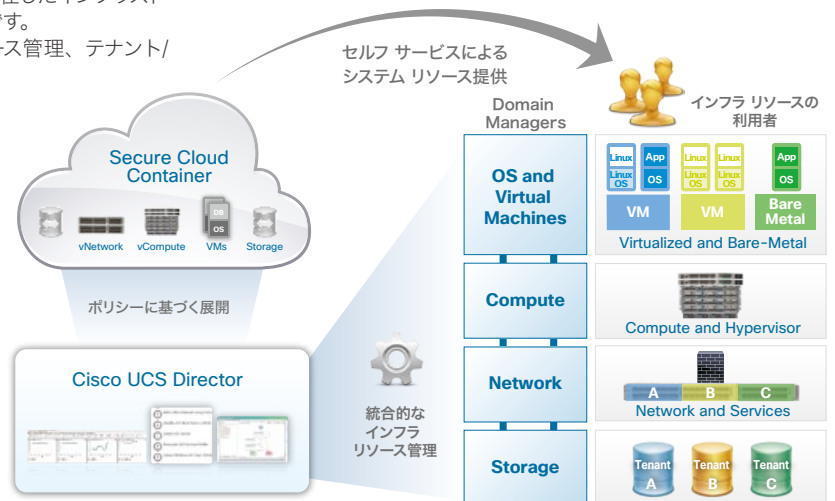 です。
ース管理、テナント/
セルフ サービスによる
システム リソース提供
Domain
Managers
インフラ リソースの
利用者
Secure Cloud
Container
DB
OS
vNetwork
vCompute
VMs
Storage
ポリシーに基づく展開
Cisco UCS Director
統合的な
インフラ
リソース管理
OS and
Virtual
Machines
Linux
App
Linux
Linux
App
Linux
OS
OS
Linux
OS
Linux
OS
OS
VM
VM
Bare
Metal
Virtualized and Bare-Metal
Compute
Compute and Hypervisor
Network
A
B
C
Network and Services
Storage
Tenant
A
Tenant
B
Tenant
C